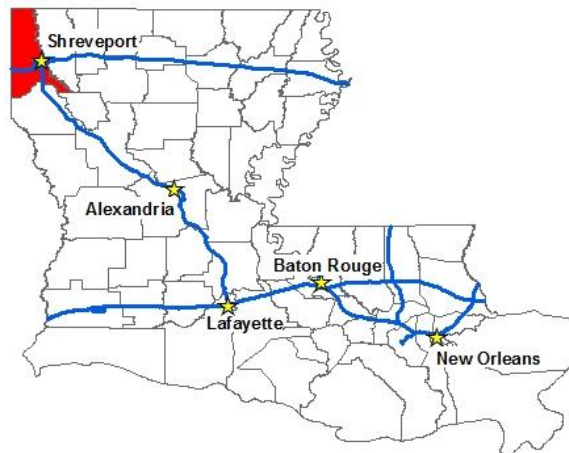 Shreveport
Alexandria
Baton Rouge
Lafayette
New Orleans